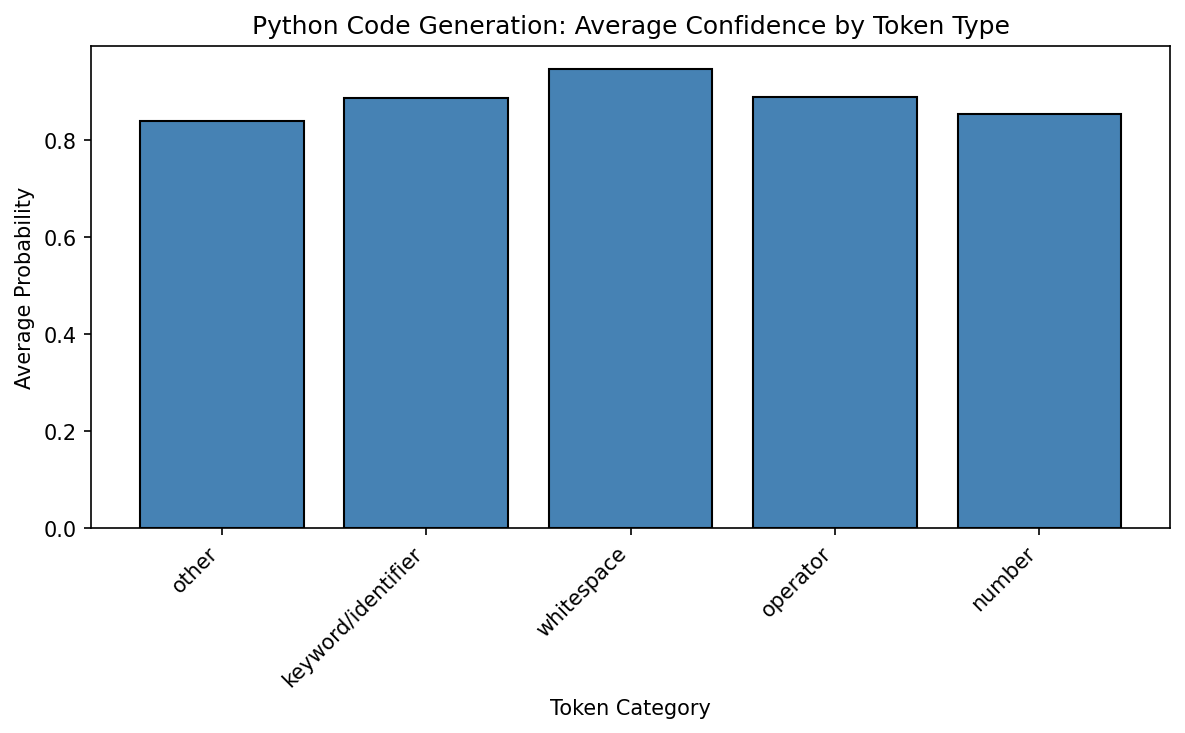 Python Code Generation: Average Confidence by Token Type
Average Probability
0.8
0.6
0.4
0.2
0.0
other
keyword/identifier
whitespace
operator
number
Token Category